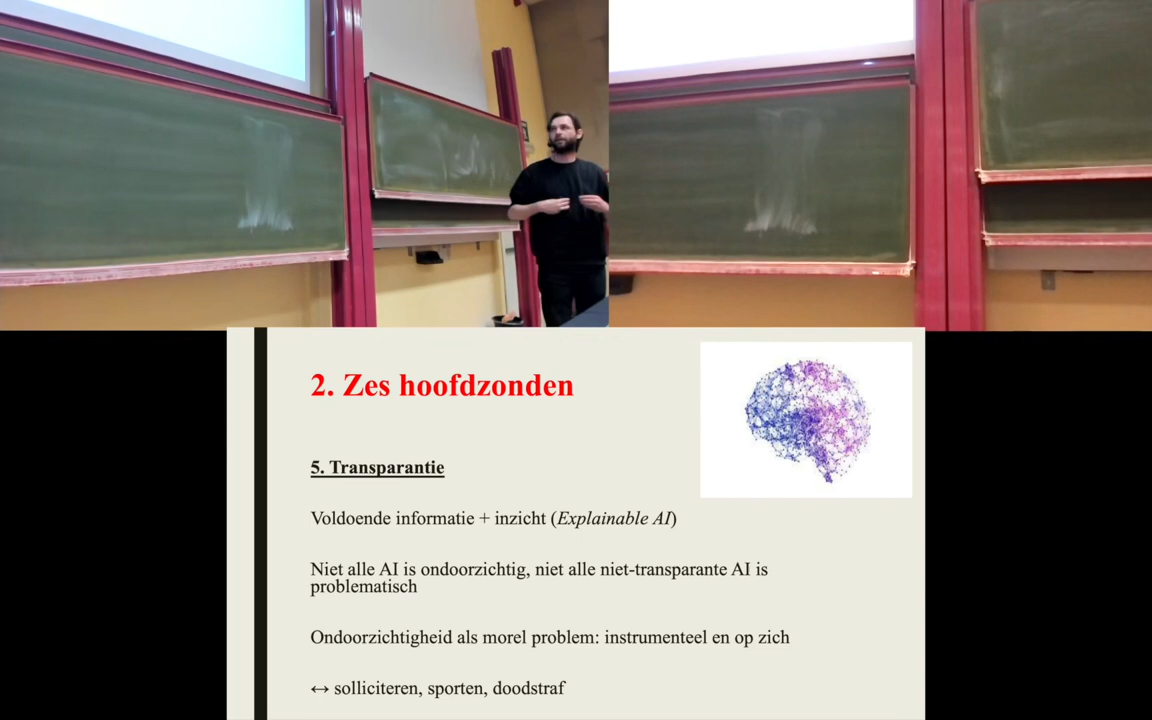 2. Zes hoofdzonden
5. Transparantie
Voldoende informatie + inzicht (Explainable AI)
Niet alle AI is ondoorzichtig, niet alle niet-transparante AI is
problematisch
Ondoorzichtigheid als moreel problem: instrumenteel en op zich
↔ solliciteren, sporten, doodstraf